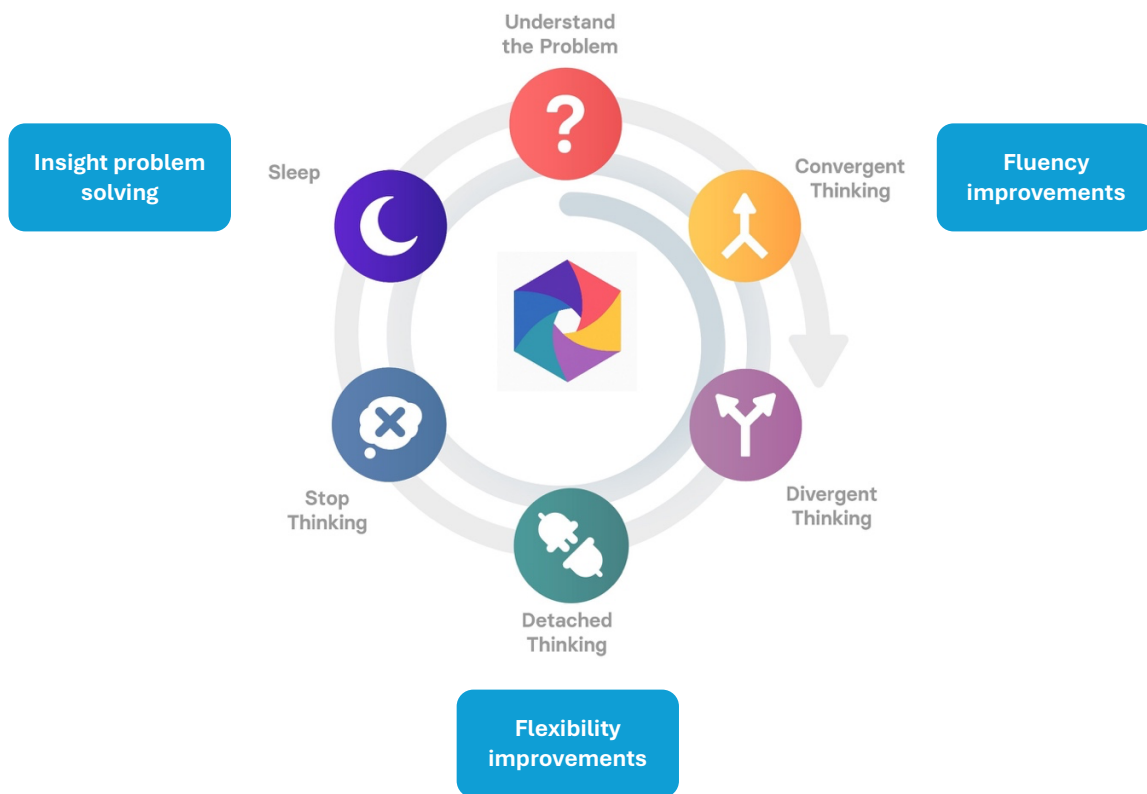 Understand
the Problem
Insight problem
solving
Sleep
Convergent
Thinking
Fluency
improvements
Stop
Thinking
Divergent
Thinking
Detached
Thinking
Flexibility
improvements